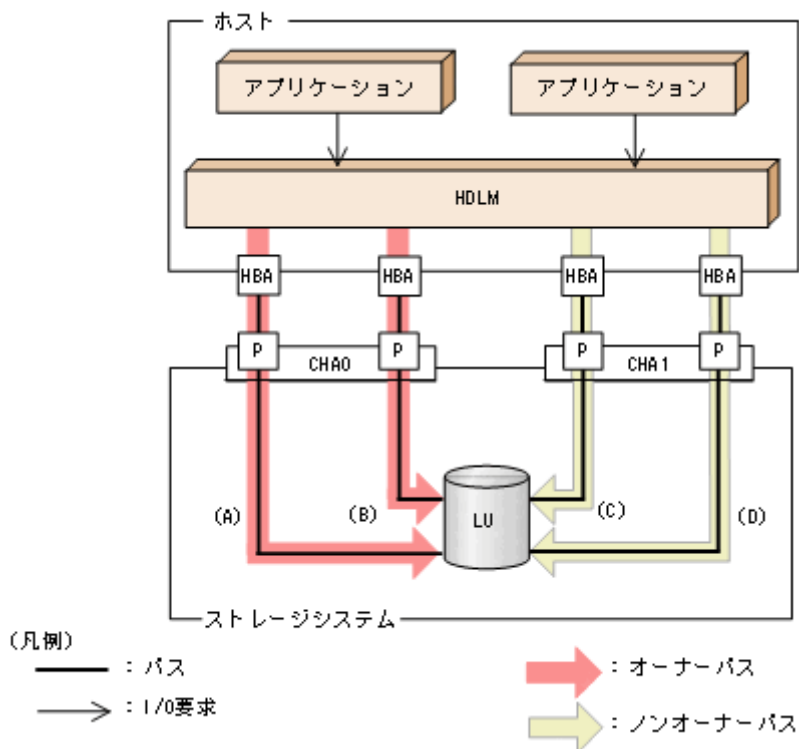 ホスト
アプリケーション
アプリケーション
HDLM
HBA
HBA
HBA
HBA
P
P
P
P
CHA0
CHA1
(A)
(B)
LU
(C)
(D)
ストレージシステム
(凡例)
:パス
:I/O要求
:オーナーパス
:ノンオーナーパス